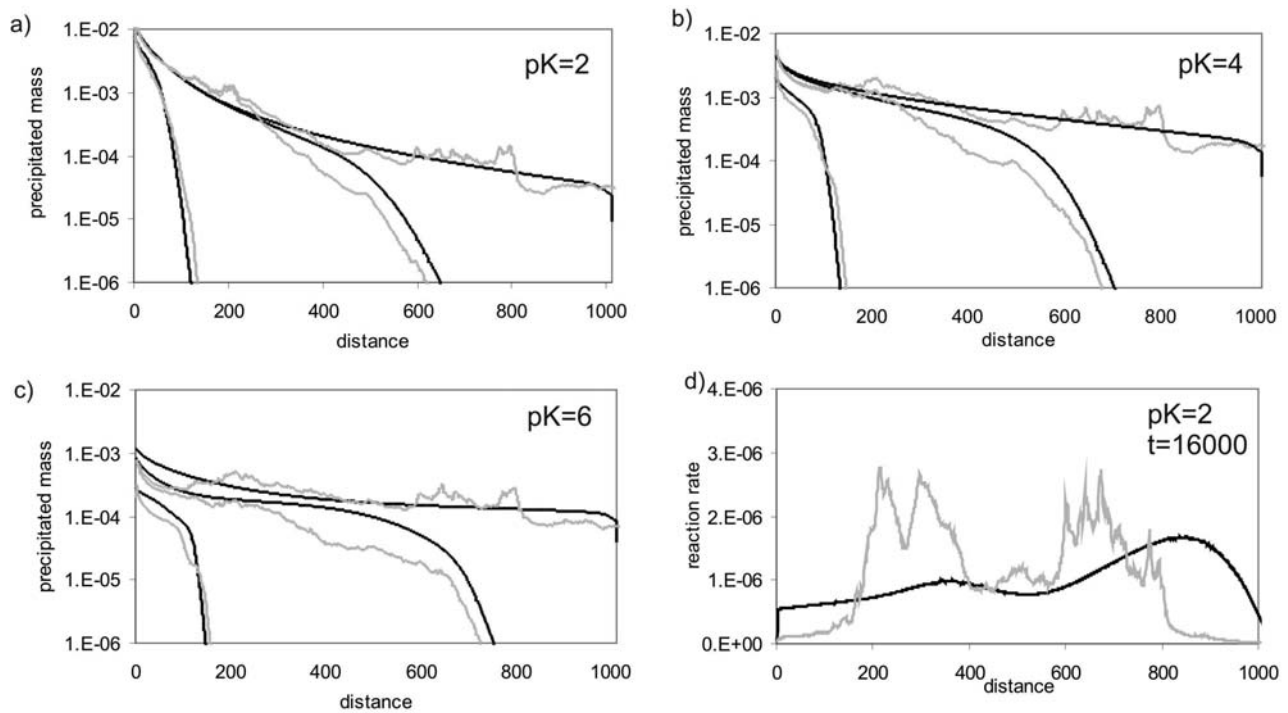 a)
pK=2
precipitated mass
1.E-02
1.E-03
1.E-04
1.E-05
1.E-06
0 200 400 600 800 1000
distance
b)
pK=4
precipitated mass
1.E-02
1.E-03
1.E-04
1.E-05
1.E-06
0 200 400 600 800 1000
distance
c)
pK=6
precipitated mass
1.E-02
1.E-03
1.E-04
1.E-05
1.E-06
0 200 400 600 800 1000
distance
d)
pK=2
t=16000
reaction rate
4.E-06
3.E-06
2.E-06
1.E-06
0.E+00
0 200 400 600 800 1000
distance